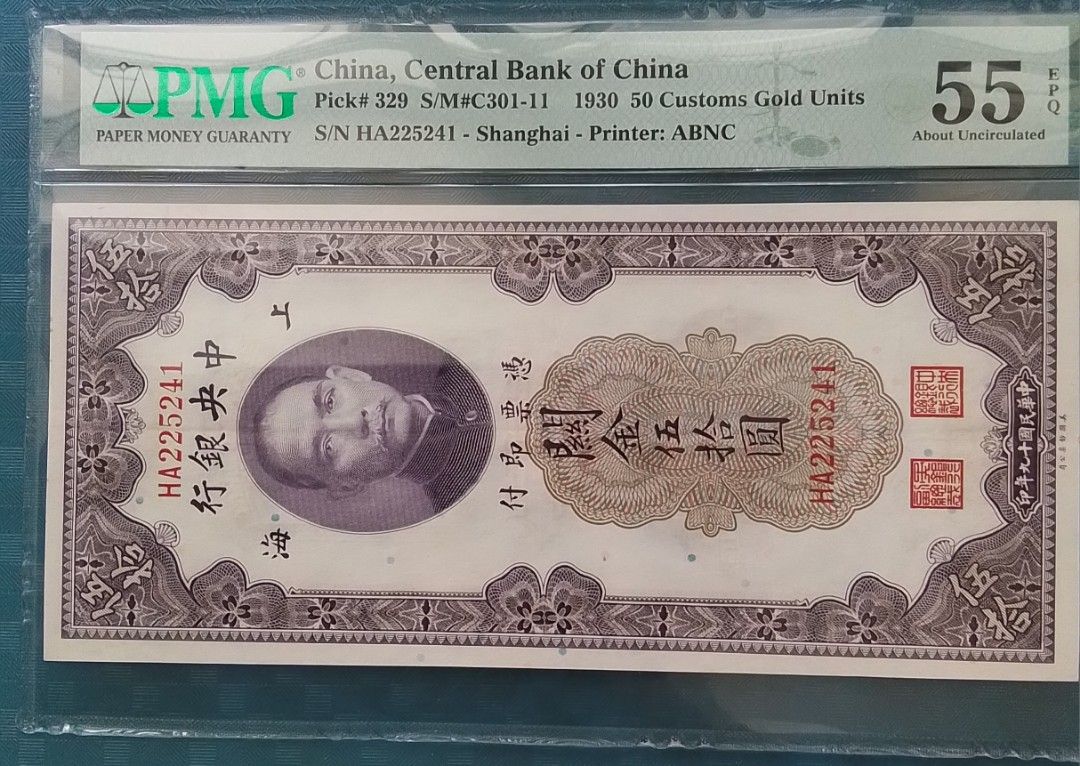 PMG®
PAPER MONEY GUARANTY
China, Central Bank of China
Pick# 329 S/M#C301-11 1930 50 Customs Gold Units
S/N HA225241 - Shanghai - Printer: ABNC
55
About Uncirculated
EPQ
伍拾
伍拾
中央銀行
HA225241
上海
憑票即付
關金伍拾圓
HA225241
中華民國十九年印
伍拾
伍拾